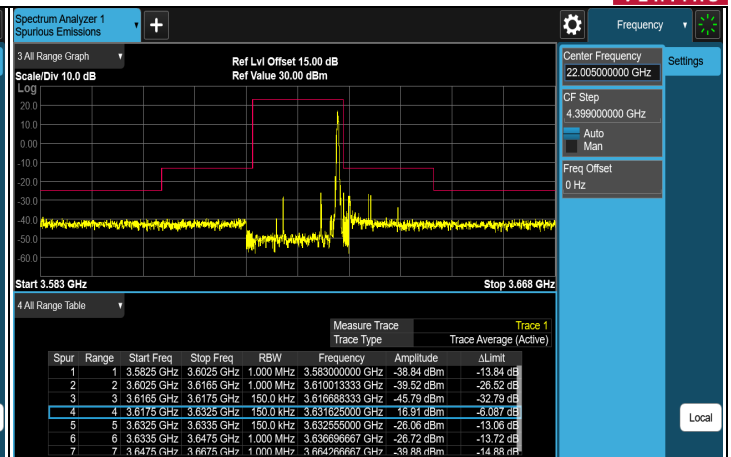 Spectrum Analyzer 1
Spurious Emissions
+
Frequency
3 All Range Graph
Ref Lvl Offset 15.00 dB
Scale/Div 10.0 dB
Ref Value 30.00 dBm
Log
20.0
10.0
0.00
-10.0
-20.0
-30.0
-40.0
-50.0
-60.0
Start 3.583 GHz
Stop 3.668 GHz
Center Frequency
22.005000000 GHz
Settings
CF Step
4.399000000 GHz
Auto
Man
Freq Offset
0 Hz
Local
4 All Range Table
Measure Trace Trace 1
Trace Type Trace Average (Active)
Spur Range Start Freq Stop Freq RBW Frequency Amplitude ΔLimit
1 1 3.5825 GHz 3.6025 GHz 1.000 MHz 3.583000000 GHz -38.84 dBm -13.84 dB
2 2 3.6025 GHz 3.6165 GHz 1.000 MHz 3.610013333 GHz -39.52 dBm -26.52 dB
3 3 3.6165 GHz 3.6175 GHz 150.0 kHz 3.616688333 GHz -45.79 dBm -32.79 dB
4 4 3.6175 GHz 3.6325 GHz 150.0 kHz 3.631625000 GHz 16.91 dBm -6.087 dB
5 5 3.6325 GHz 3.6335 GHz 150.0 kHz 3.632555000 GHz -26.06 dBm -13.06 dB
6 6 3.6335 GHz 3.6475 GHz 1.000 MHz 3.636696667 GHz -26.72 dBm -13.72 dB
7 7 3.6475 GHz 3.6675 GHz 1.000 MHz 3.664266667 GHz -39.88 dBm -14.88 dB